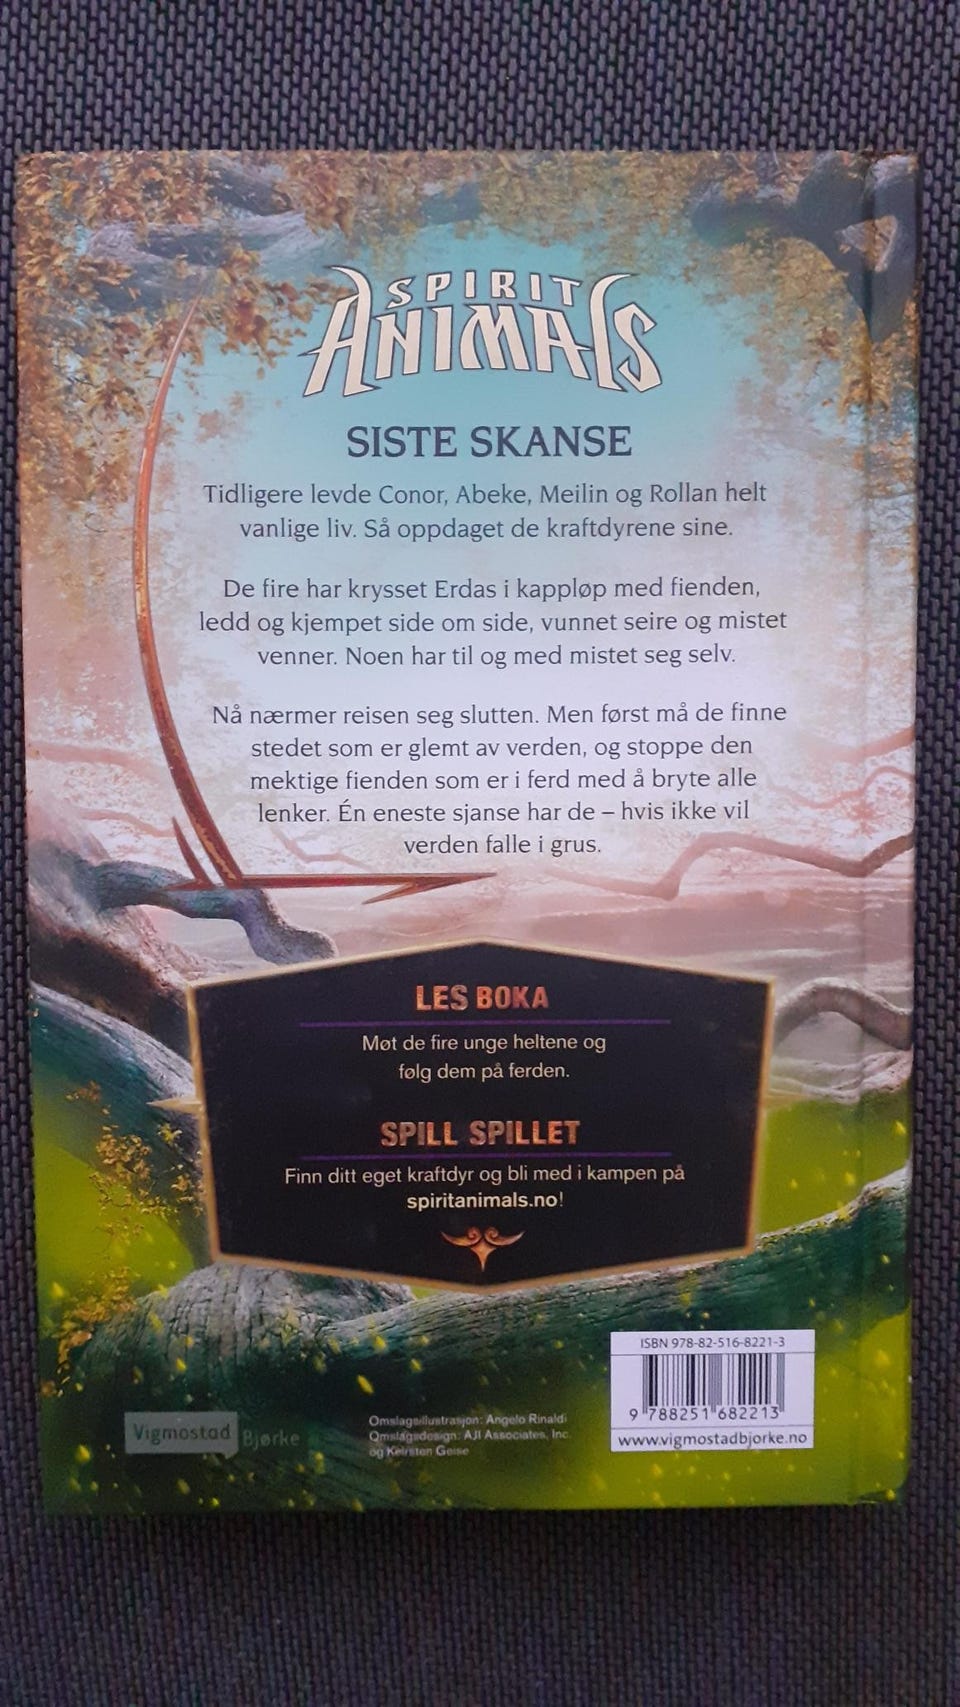 SPIRIT
ANIMALS
SISTE SKANSE
Tidligere levde Conor, Abeke, Meilin og Rollan helt
vanlige liv. Så oppdaget de kraftdyrene sine.
De fire har krysset Erdas i kappløp med fienden,
ledd og kjempet side om side, vunnet seire og mistet
venner. Noen har til og med mistet seg selv.
Nå nærmer reisen seg slutten. Men først må de finne
stedet som er glemt av verden, og stoppe den
mektige fienden som er i ferd med å bryte alle
lenker. Én eneste sjanse har de – hvis ikke vil
verden falle i grus.
LES BOKA
Møt de fire unge heltene og
følg dem på ferden.
SPILL SPILLET
Finn ditt eget kraftdyr og bli med i kampen på
spiritanimals.no!
ISBN 978-82-516-8221-3
9 788251 682213
www.vigmostadbjorke.no
Vigmostad Bjørke
Omslagsillustrasjon: Angelo Rinaldi
Omslagsdesign: AJI Associates, Inc.
og Keirsten Geise